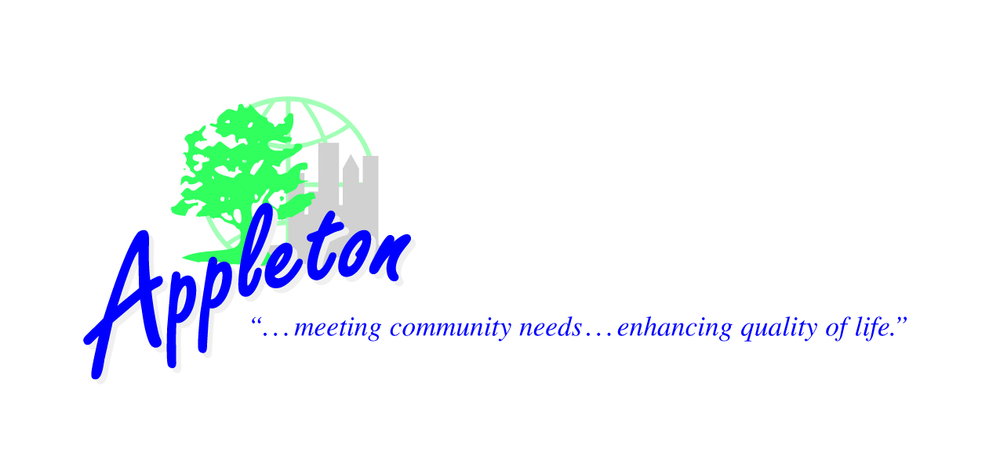 Appleton
“...meeting community needs...enhancing quality of life.”